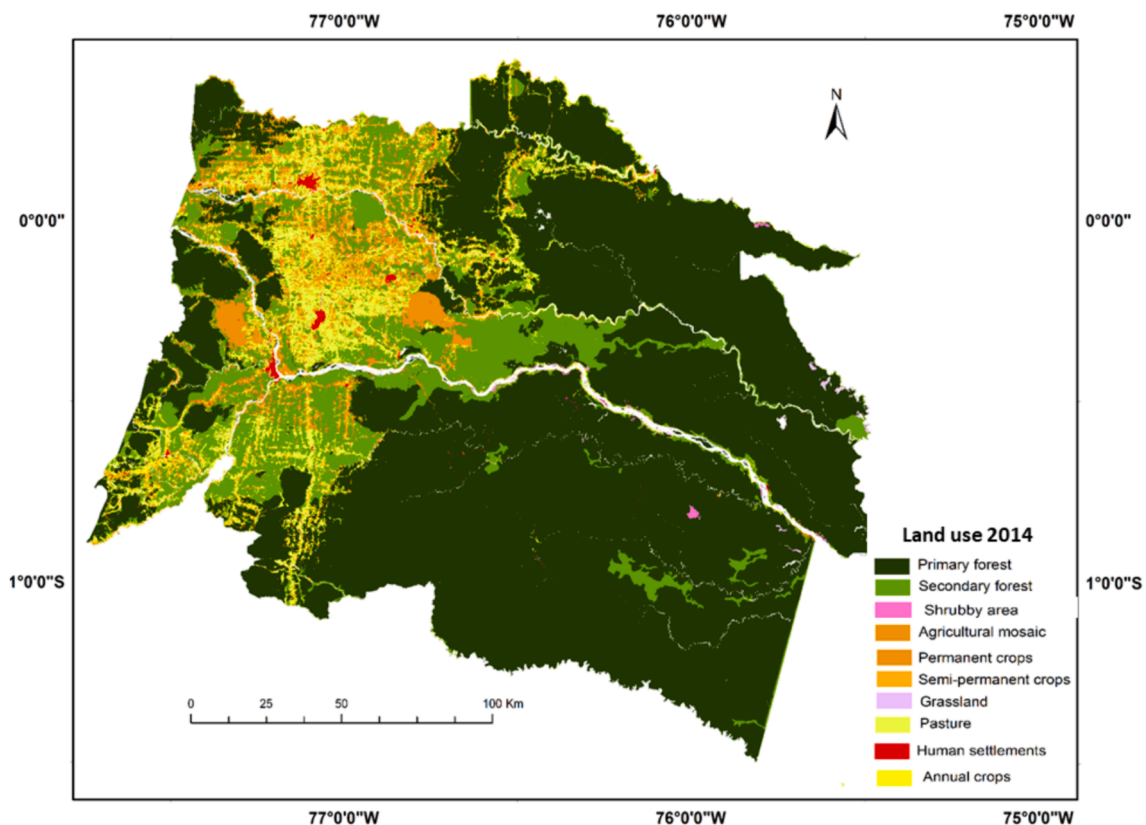 77°0'0"W 76°0'0"W 75°0'0"W
N
0°0'0" 0°0'0"
Land use 2014
Primary forest
Secondary forest
Shrubby area
Agricultural mosaic
Permanent crops
Semi-permanent crops
Grassland
Pasture
Human settlements
Annual crops
1°0'0"S 1°0'0"S
0 25 50 100 Km
77°0'0"W 76°0'0"W 75°0'0"W